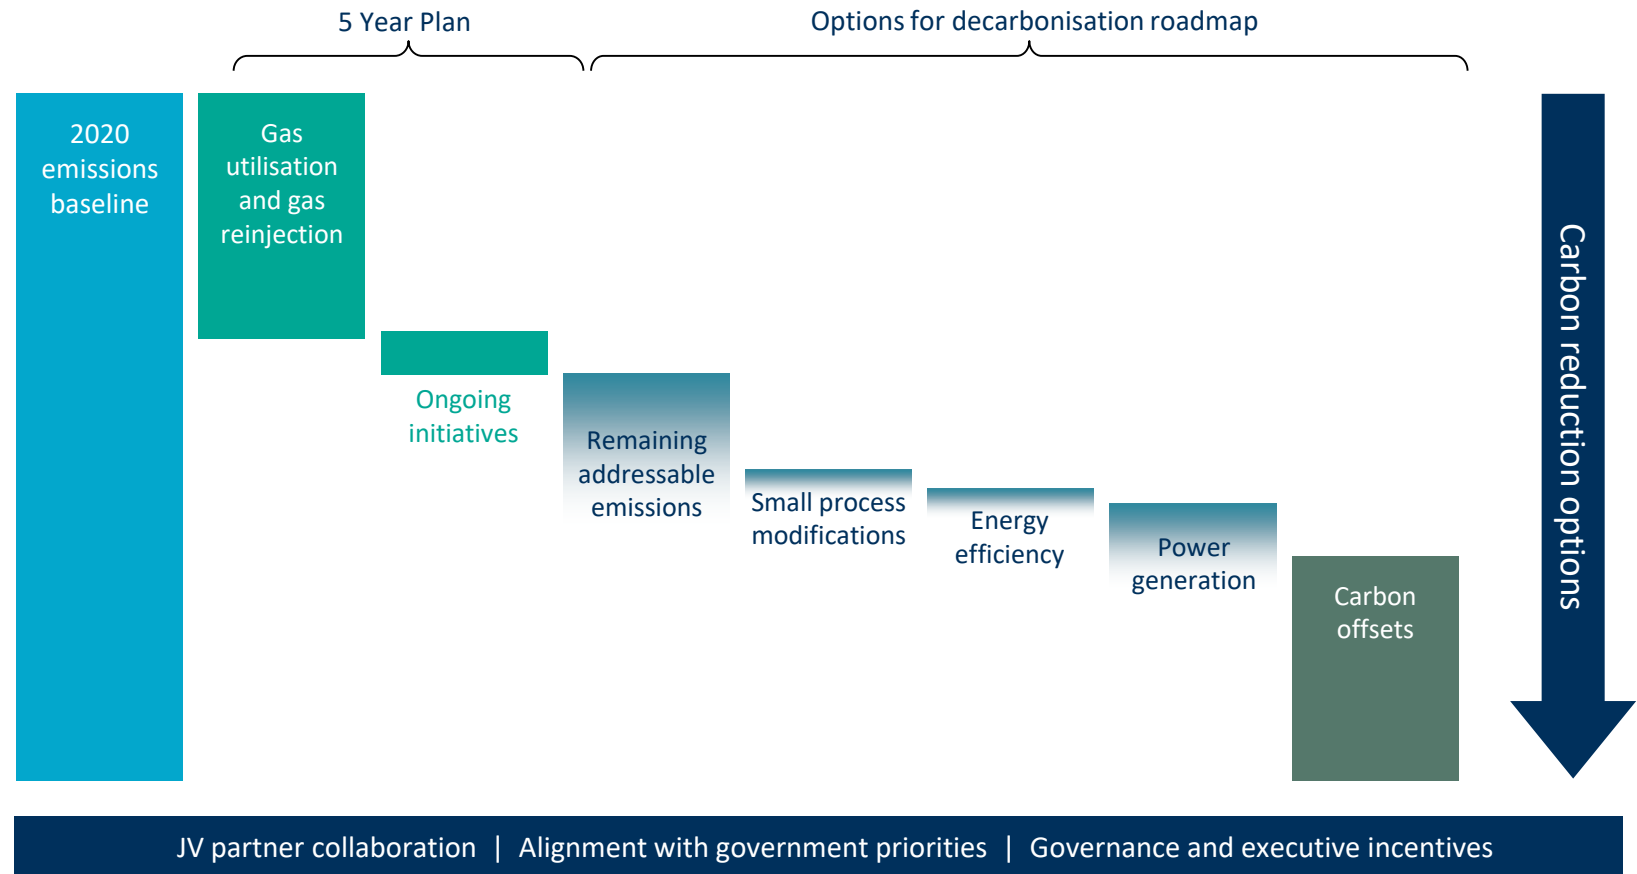 5 Year Plan
Options for decarbonisation roadmap
2020
emissions
baseline
Gas
utilisation
and gas
reinjection
Ongoing
initiatives
Remaining
addressable
emissions
Small process
modifications
Energy
efficiency
Power
generation
Carbon
offsets
Carbon reduction options
JV partner collaboration | Alignment with government priorities | Governance and executive incentives